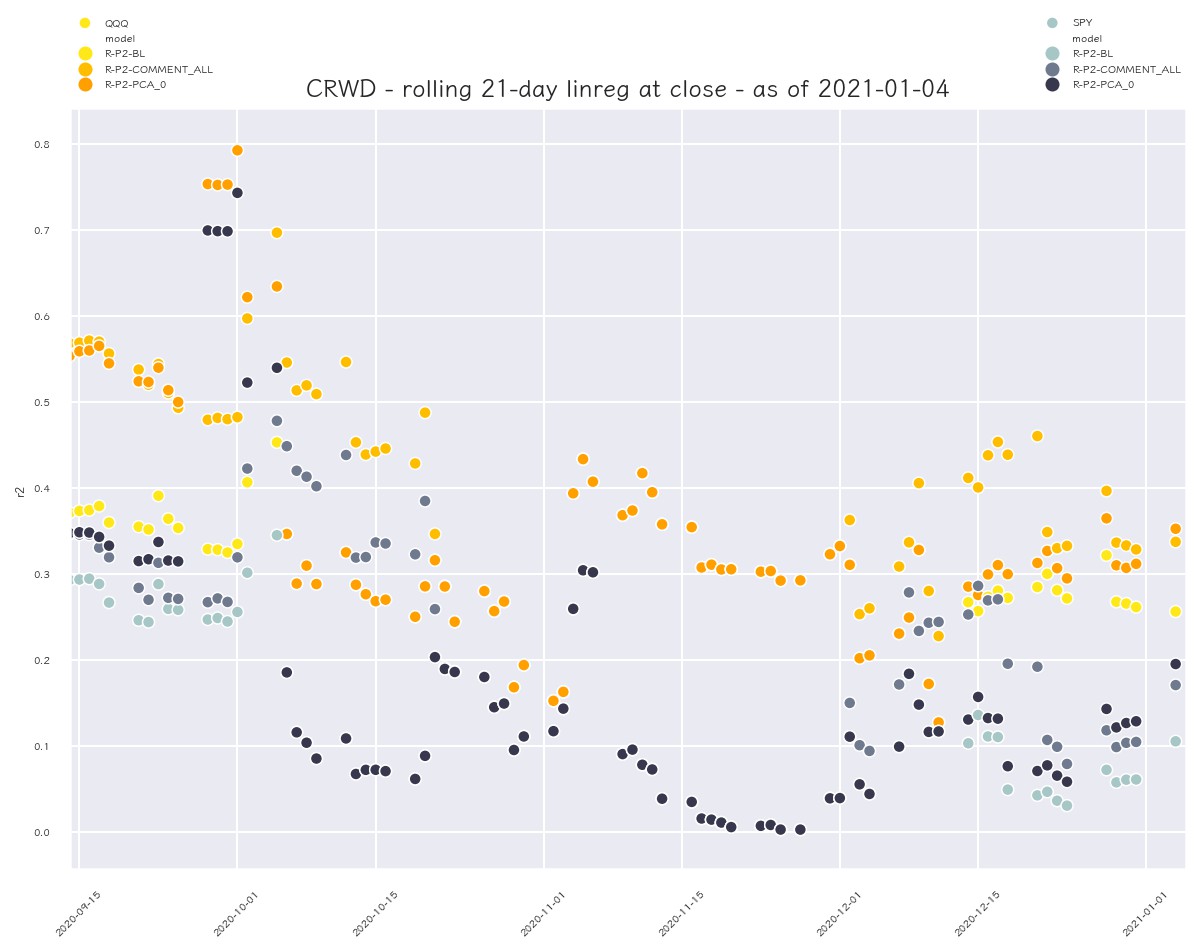 QQQ
model
R-P2-BL
R-P2-COMMENT_ALL
R-P2-PCA_0
SPY
model
R-P2-BL
R-P2-COMMENT_ALL
R-P2-PCA_0
CRWD - rolling 21-day linreg at close - as of 2021-01-04
0.8
0.7
0.6
0.5
0.4
0.3
0.2
0.1
0.0
r2
2020-09-15
2020-10-01
2020-10-15
2020-11-01
2020-11-15
2020-12-01
2020-12-15
2021-01-01